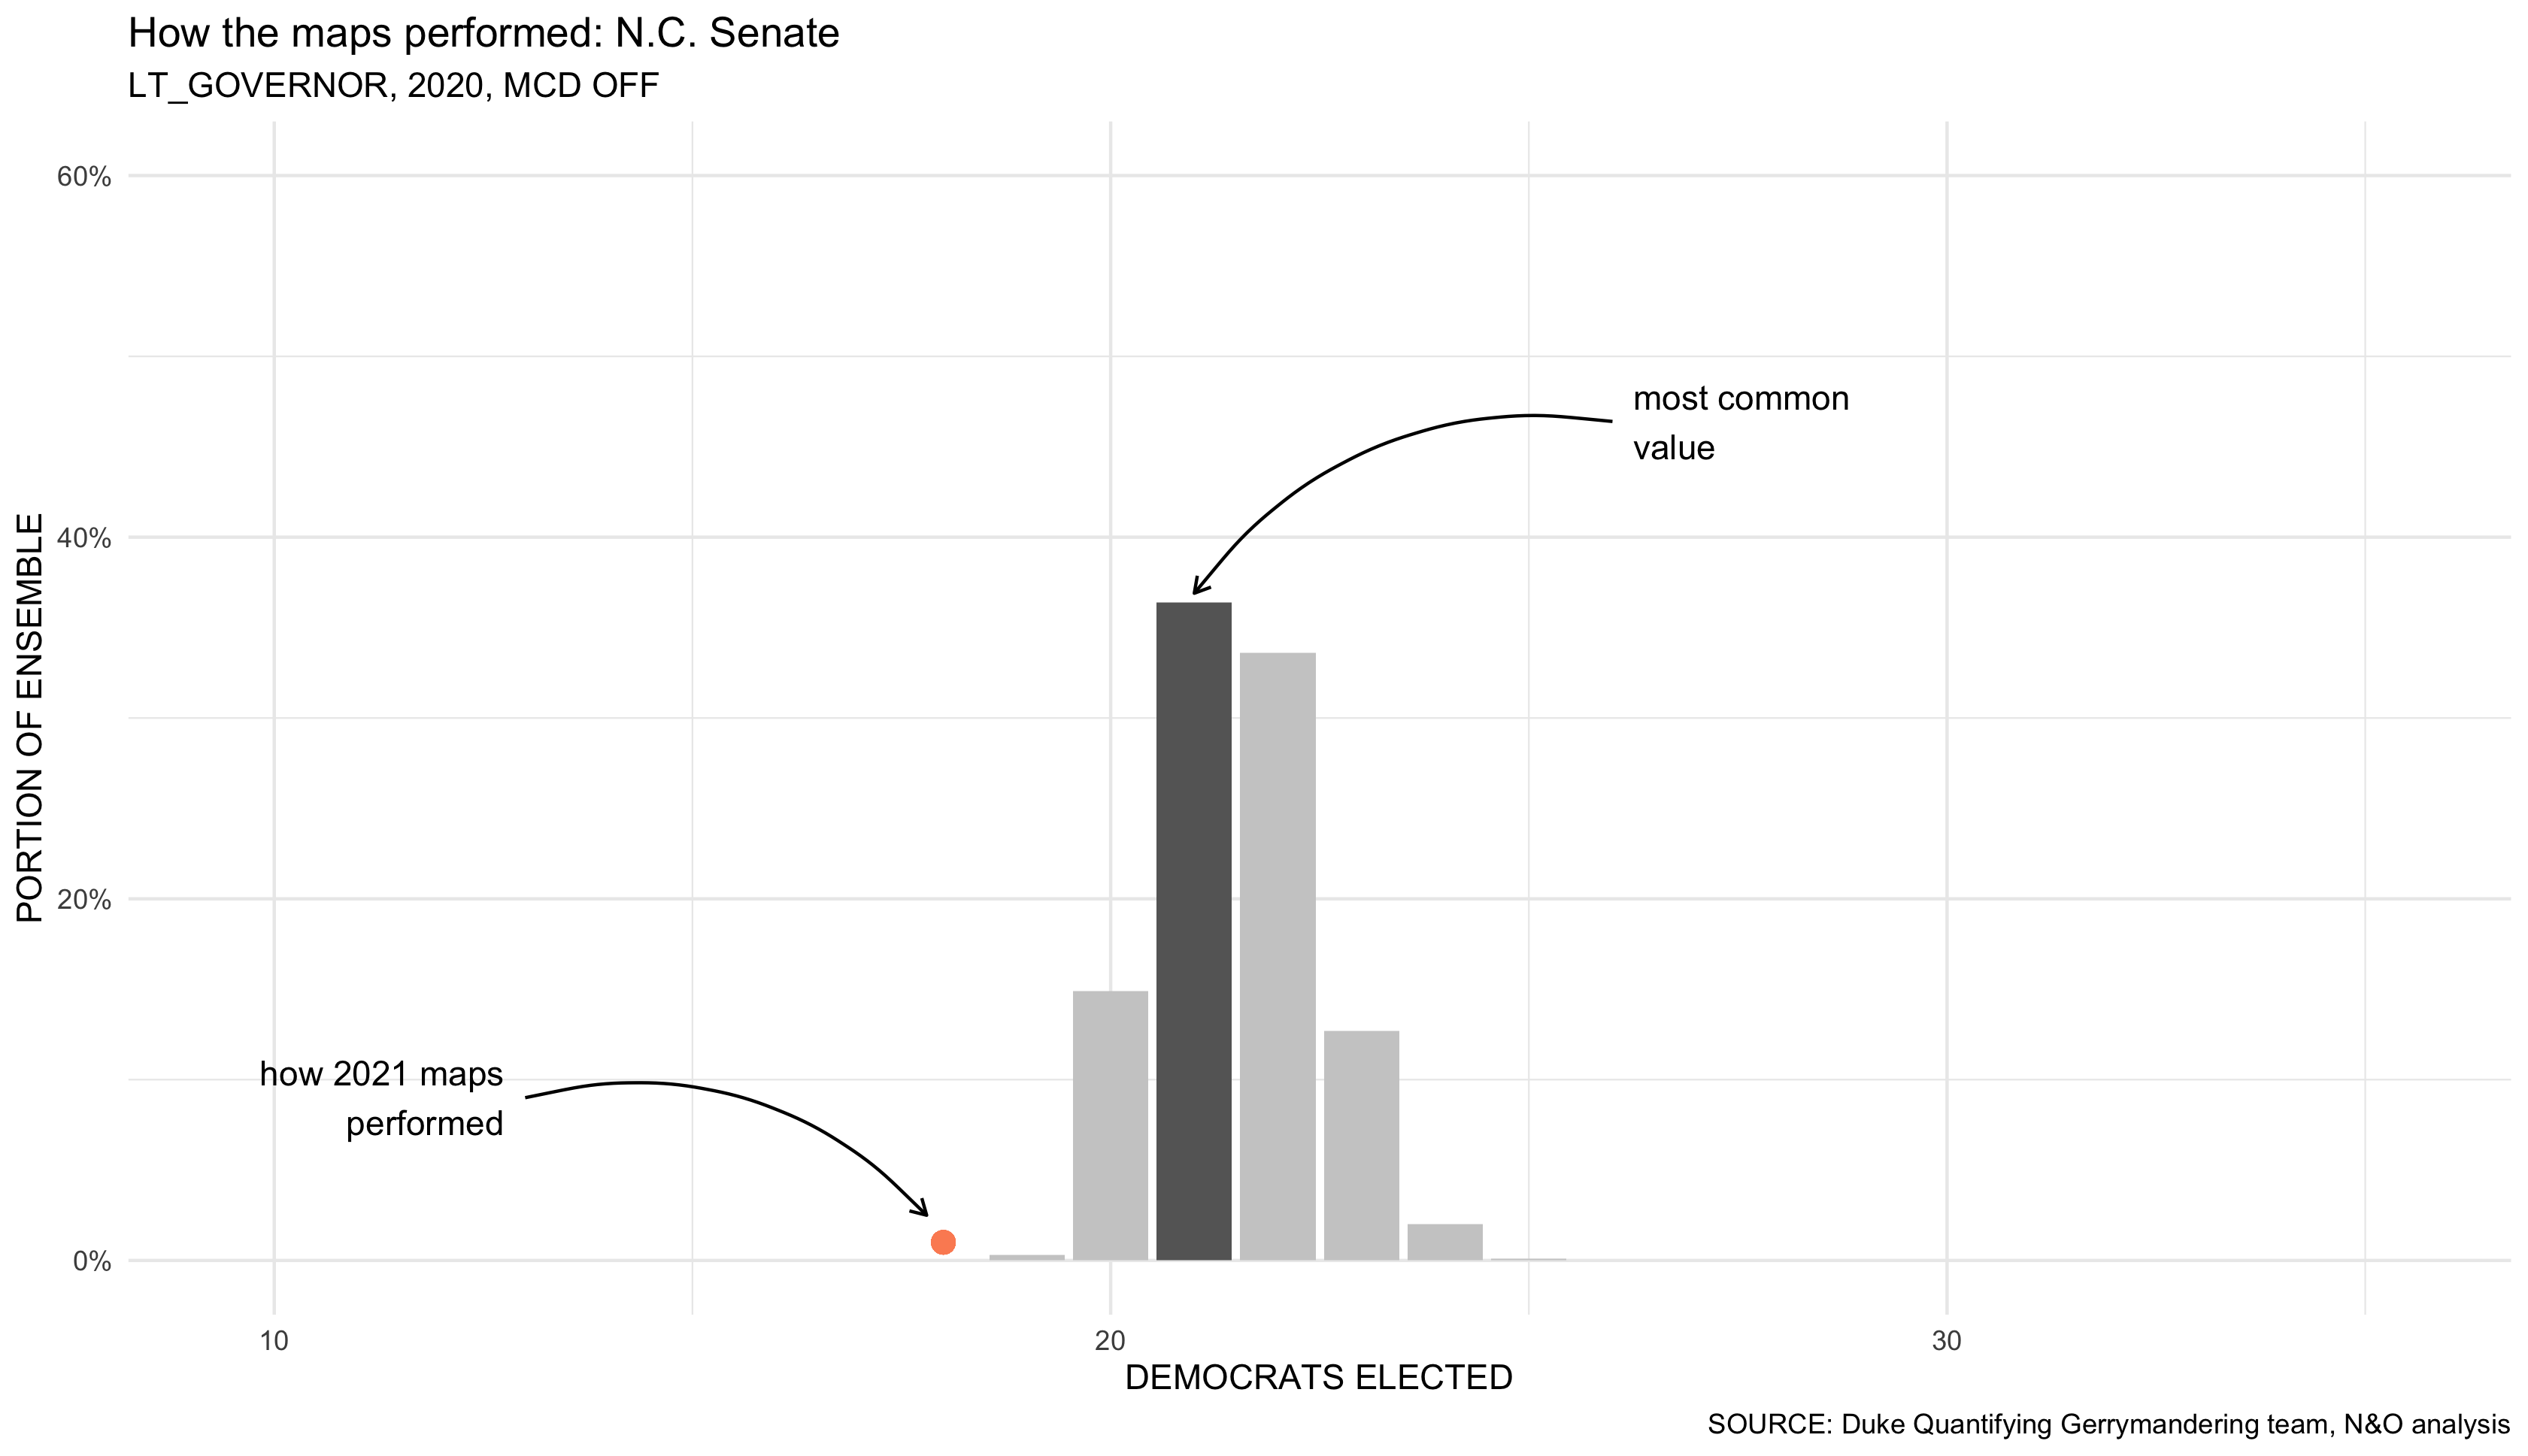 How the maps performed: N.C. Senate
LT_GOVERNOR, 2020, MCD OFF
60%
40%
20%
0%
PORTION OF ENSEMBLE
most common
value
how 2021 maps
performed
10
20
30
DEMOCRATS ELECTED
SOURCE: Duke Quantifying Gerrymandering team, N&O analysis